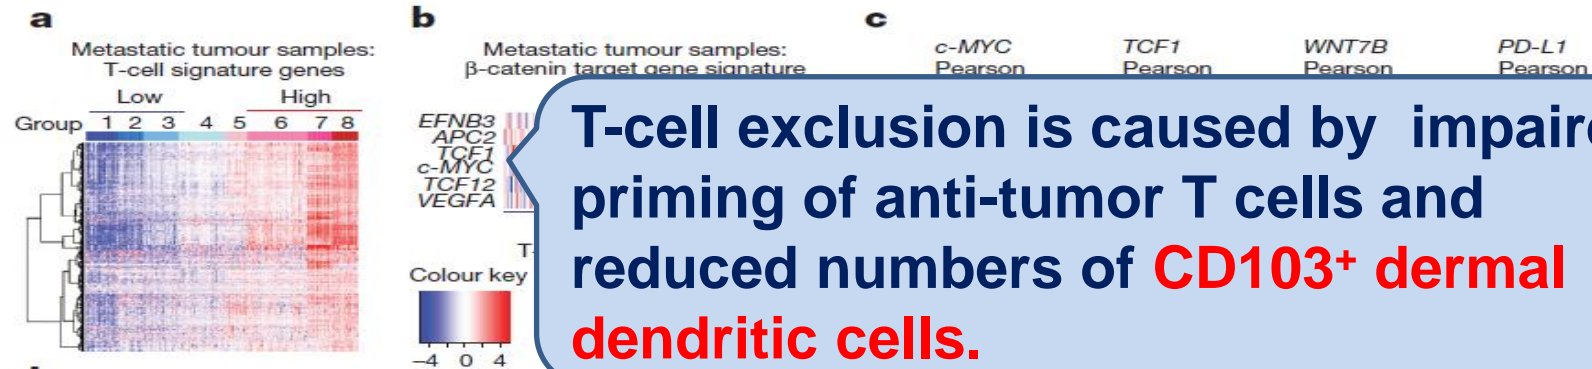 a
Metastatic tumour samples:
T-cell signature genes
Low High
Group 1 2 3 4 5 6 7 8
b
Metastatic tumour samples:
β-catenin target gene signature
EFNB3
APC2
TCF1
c-MYC
TCF12
VEGFA
Colour key
−4 0 4
c
c-MYC TCF1 WNT7B PD-L1
Pearson Pearson Pearson Pearson
T-cell exclusion is caused by impaire
priming of anti-tumor T cells and
reduced numbers of CD103⁺ dermal
dendritic cells.